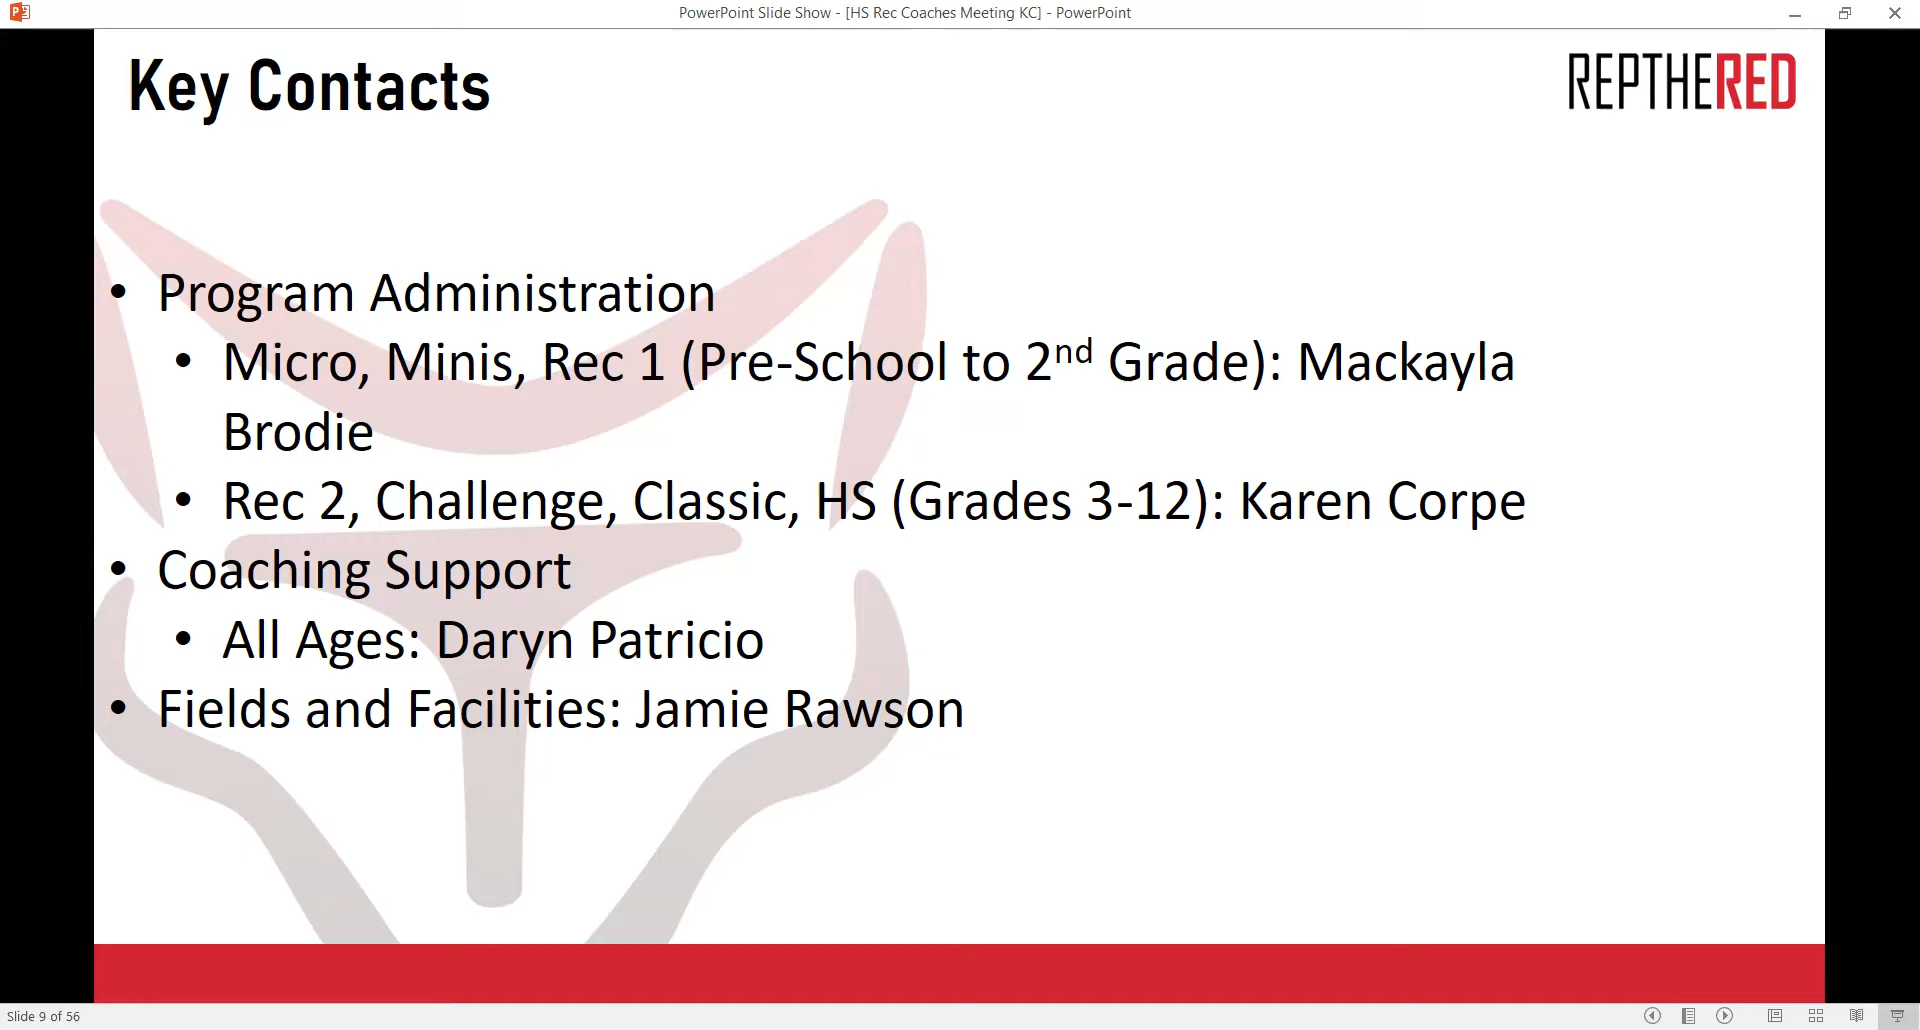 PowerPoint Slide Show - [HS Rec Coaches Meeting KC] - PowerPoint
Key Contacts
REPTHERED
• Program Administration
• Micro, Minis, Rec 1 (Pre-School to 2nd Grade): Mackayla
Brodie
• Rec 2, Challenge, Classic, HS (Grades 3-12): Karen Corpe
• Coaching Support
• All Ages: Daryn Patricio
• Fields and Facilities: Jamie Rawson
Slide 9 of 56